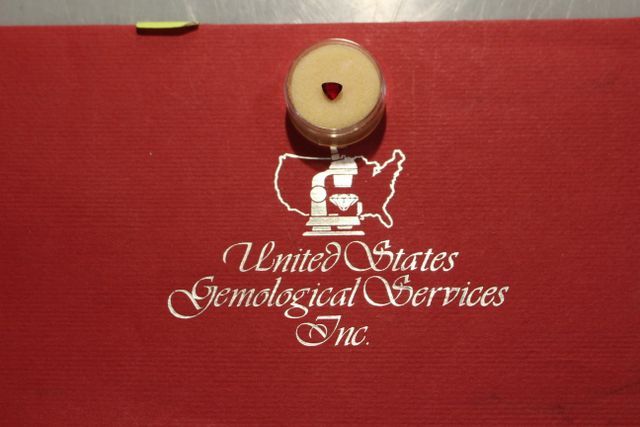 United States
Gemological Services
Inc.